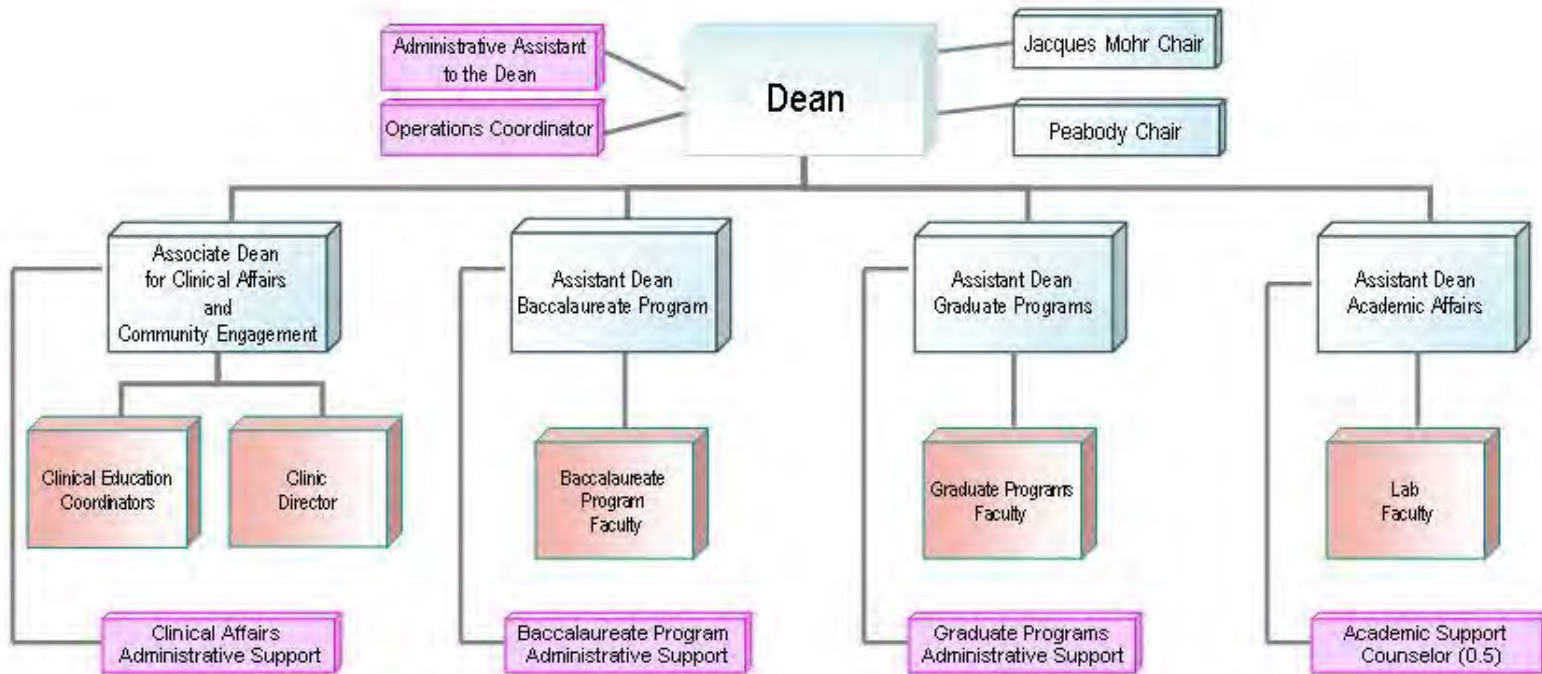 Administrative Assistant
to the Dean
Operations Coordinator
Dean
Jacques Mohr Chair
Peabody Chair
Associate Dean
for Clinical Affairs
and
Community Engagement
Assistant Dean
Baccalaureate Program
Assistant Dean
Graduate Programs
Assistant Dean
Academic Affairs
Clinical Education
Coordinators
Clinic
Director
Baccalaureate
Program
Faculty
Graduate Programs
Faculty
Lab
Faculty
Clinical Affairs
Administrative Support
Baccalaureate Program
Administrative Support
Graduate Programs
Administrative Support
Academic Support
Counselor (0.5)